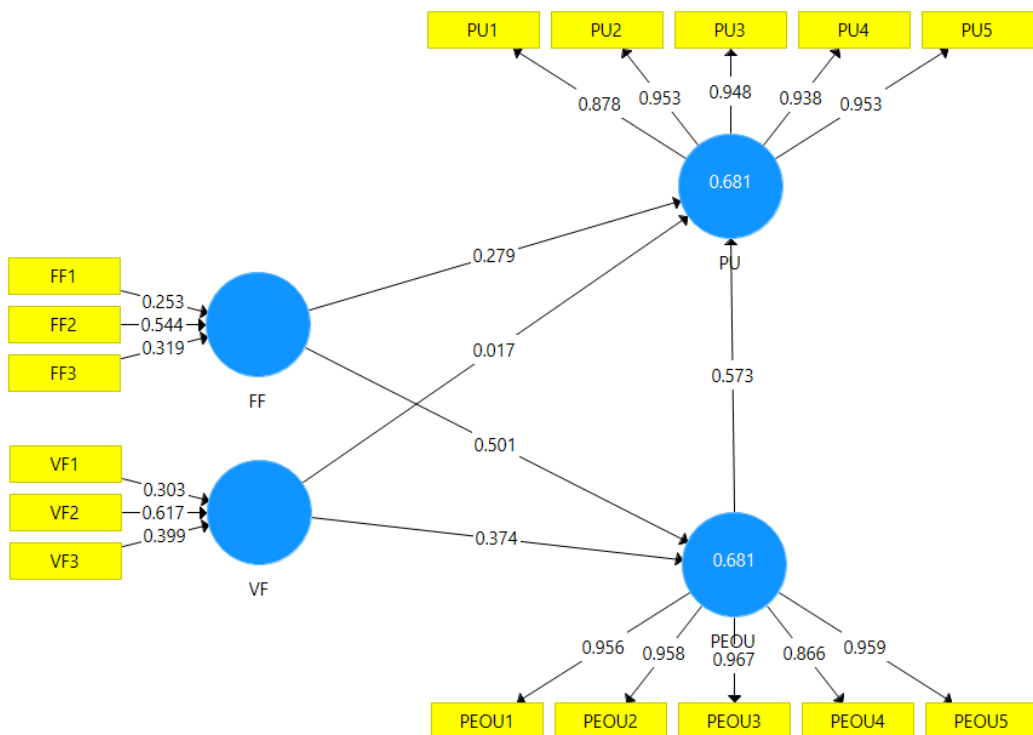 PU1 PU2 PU3 PU4 PU5
0.878 0.953 0.948 0.938 0.953
0.681
PU
0.279
FF1
0.253
FF2
0.544
FF3
0.319
FF
0.017
0.573
0.501
VF1
0.303
VF2
0.617
VF3
0.399
VF
0.374
0.681
PEOU
0.956 0.958 0.967 0.866 0.959
PEOU1 PEOU2 PEOU3 PEOU4 PEOU5